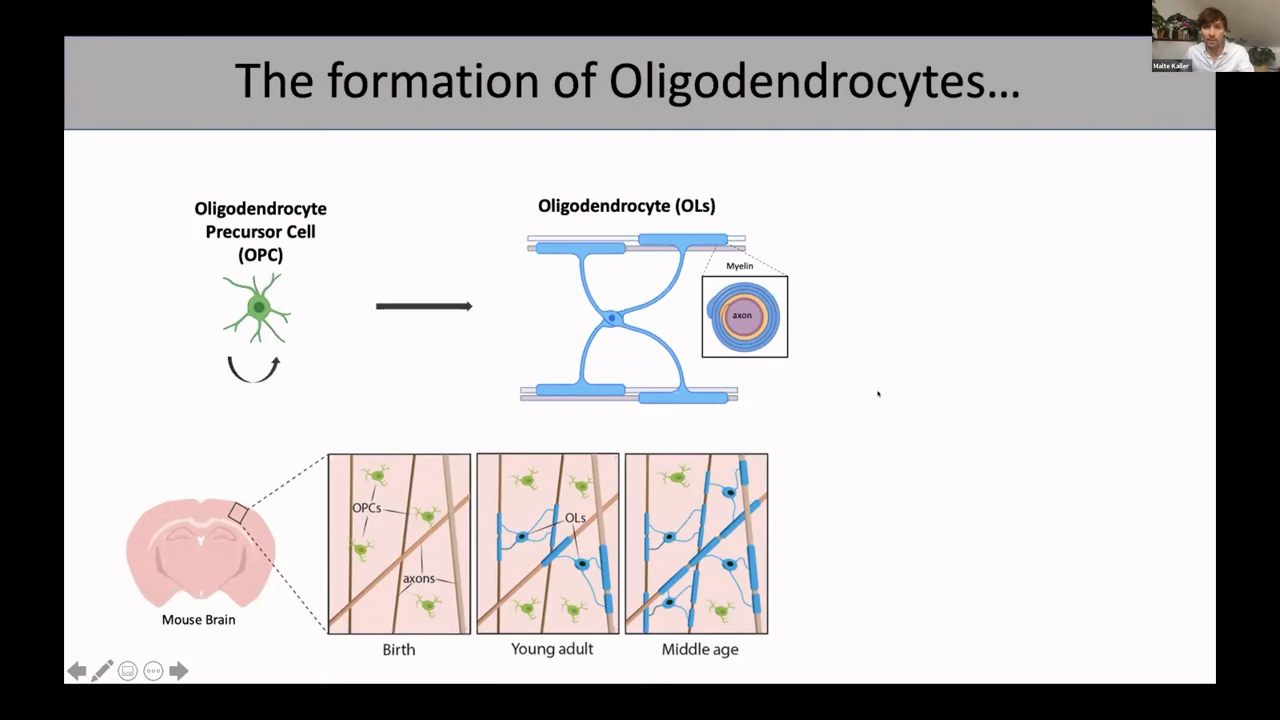 Malte Kaller
The formation of Oligodendrocytes...
Oligodendrocyte
Precursor Cell
(OPC)
Oligodendrocyte (OLs)
Myelin
axon
OPCs
axons
OLs
Mouse Brain
Birth
Young adult
Middle age